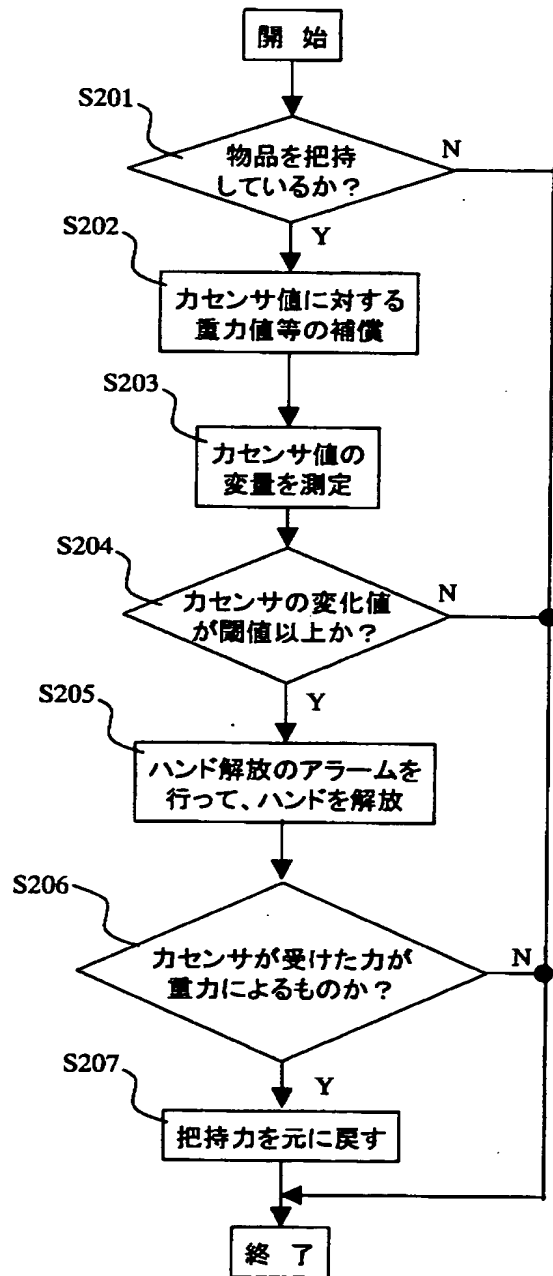 開 始
S201
物品を把持
しているか？
N
Y
S202
力センサ値に対する
重力値等の補償
S203
力センサ値の
変量を測定
S204
力センサの変化値
が閾値以上か？
N
Y
S205
ハンド解放のアラームを
行って、ハンドを解放
S206
力センサが受けた力が
重力によるものか？
N
Y
S207
把持力を元に戻す
終 了